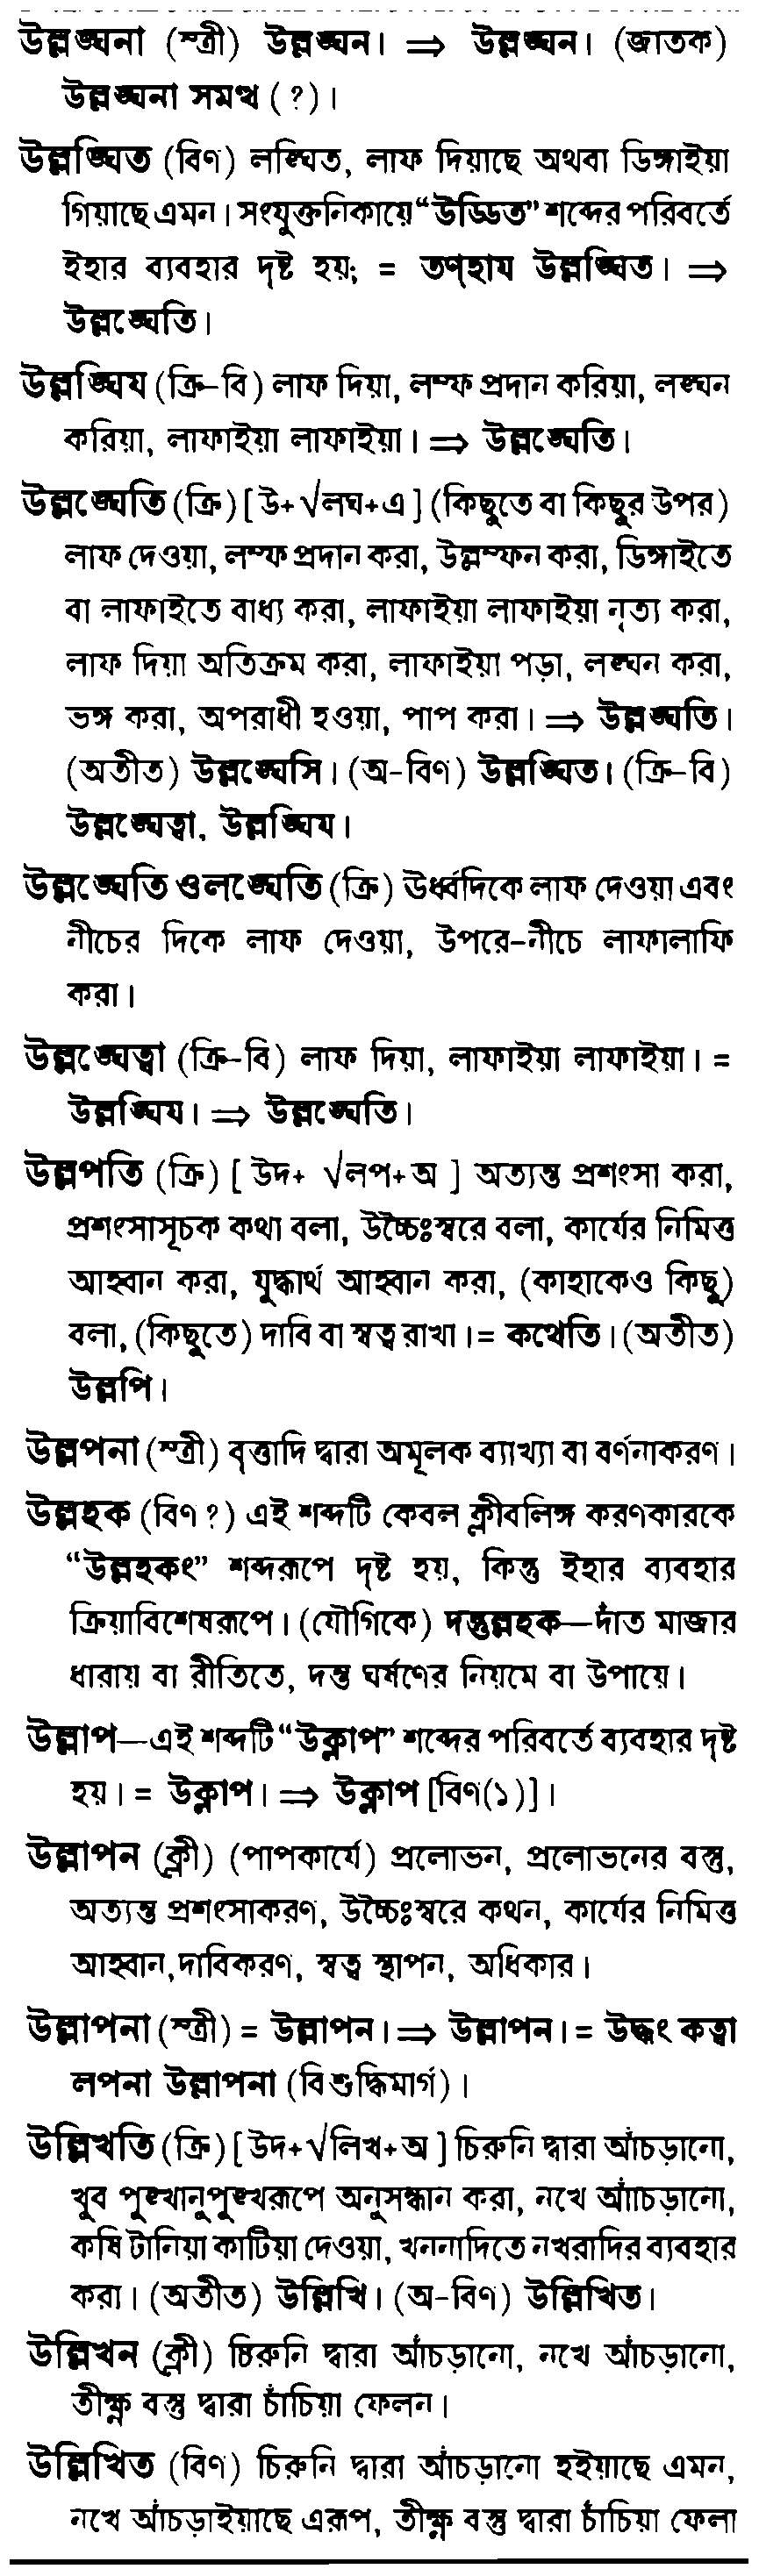 উল্লঙ্ঘনা (স্ত্রী) উল্লঙ্ঘন। ⇒ উল্লঙ্ঘন। (জাতক)
উল্লঙ্ঘনা সমত্থ (?)।
উল্লঙ্ঘিত (বিণ) লঙ্ঘিত, লাফ দিয়াছে অথবা ডিঙ্গাইয়া
গিয়াছে এমন। সংযুক্তনিকায়ে “উড্ডিত” শব্দের পরিবর্তে
ইহার ব্যবহার দৃষ্ট হয়; = তণ্হায উল্লঙ্ঘিত। ⇒
উল্লঙ্ঘেতি।
উল্লঙ্ঘিয (ক্রি-বি) লাফ দিয়া, লম্ফ প্রদান করিয়া, লঙ্ঘন
করিয়া, লাফাইয়া লাফাইয়া। ⇒ উল্লঙ্ঘেতি।
উল্লঙ্ঘেতি (ক্রি) [ উ+ √লঘ+এ ] (কিছুতে বা কিছুর উপর)
লাফ দেওয়া, লম্ফ প্রদান করা, উল্লম্ফন করা, ডিঙ্গাইতে
বা লাফাইতে বাধ্য করা, লাফাইয়া লাফাইয়া নৃত্য করা,
লাফ দিয়া অতিক্রম করা, লাফাইয়া পড়া, লঙ্ঘন করা,
ভঙ্গ করা, অপরাধী হওয়া, পাপ করা। ⇒ উল্লঙ্ঘতি।
(অতীত) উল্লঙ্ঘেসি। (অ-বিণ) উল্লঙ্ঘিত। (ক্রি-বি)
উল্লঙ্ঘেত্বা, উল্লঙ্ঘিয।
উল্লঙ্ঘেতি ওলঙ্ঘেতি (ক্রি) ঊর্ধ্বদিকে লাফ দেওয়া এবং
নীচের দিকে লাফ দেওয়া, উপরে-নীচে লাফালাফি
করা।
উল্লঙ্ঘেত্বা (ক্রি-বি) লাফ দিয়া, লাফাইয়া লাফাইয়া। =
উল্লঙ্ঘিয। ⇒ উল্লঙ্ঘেতি।
উল্লপতি (ক্রি) [ উদ+ √লপ+অ ] অত্যন্ত প্রশংসা করা,
প্রশংসাসূচক কথা বলা, উচ্চৈঃস্বরে বলা, কার্যের নিমিত্ত
আহ্বান করা, যুদ্ধার্থ আহ্বান করা, (কাহাকেও কিছু)
বলা, (কিছুতে) দাবি বা স্বত্ব রাখা। = কথেতি। (অতীত)
উল্লপি।
উল্লপনা (স্ত্রী) বৃত্তাদি দ্বারা অমূলক ব্যাখ্যা বা বর্ণনাকরণ।
উল্লহক (বিণ ?) এই শব্দটি কেবল ক্লীবলিঙ্গ করণকারকে
“উল্লহকং” শব্দরূপে দৃষ্ট হয়, কিন্তু ইহার ব্যবহার
ক্রিয়াবিশেষরূপে। (যৌগিকে) দন্তুল্লহক—দাঁত মাজার
ধারায় বা রীতিতে, দন্ত ঘর্ষণের নিয়মে বা উপায়ে।
উল্লাপ—এই শব্দটি “উক্লাপ” শব্দের পরিবর্তে ব্যবহার দৃষ্ট
হয়। = উক্লাপ। ⇒ উক্লাপ [বিণ(১)]।
উল্লাপন (ক্লী) (পাপকার্যে) প্রলোভন, প্রলোভনের বস্তু,
অত্যন্ত প্রশংসাকরণ, উচ্চৈঃস্বরে কথন, কার্যের নিমিত্ত
আহ্বান,দাবিকরণ, স্বত্ব স্থাপন, অধিকার।
উল্লাপনা (স্ত্রী) = উল্লাপন। ⇒ উল্লাপন। = উদ্ধং কত্বা
লপনা উল্লাপনা (বিশুদ্ধিমার্গ)।
উল্লিখতি (ক্রি) [ উদ+√লিখ+অ ] চিরুনি দ্বারা আঁচড়ানো,
খুব পুঙ্খানুপুঙ্খরূপে অনুসন্ধান করা, নখে আঁচড়ানো,
কষি টানিয়া কাটিয়া দেওয়া, খননাদিতে নখরাদির ব্যবহার
করা। (অতীত) উল্লিখি। (অ-বিণ) উল্লিখিত।
উল্লিখন (ক্লী) চিরুনি দ্বারা আঁচড়ানো, নখে আঁচড়ানো,
তীক্ষ্ণ বস্তু দ্বারা চাঁচিয়া ফেলন।
উল্লিখিত (বিণ) চিরুনি দ্বারা আঁচড়ানো হইয়াছে এমন,
নখে আঁচড়াইয়াছে এরূপ, তীক্ষ্ণ বস্তু দ্বারা চাঁচিয়া ফেলা